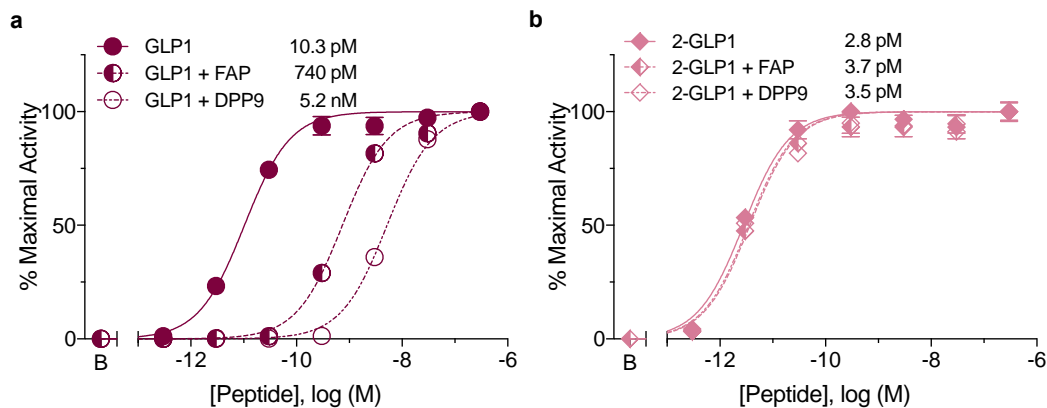 a
GLP1 10.3 pM
GLP1 + FAP 740 pM
GLP1 + DPP9 5.2 nM
100
50
0
% Maximal Activity
B
-12 -10 -8 -6
[Peptide], log (M)
b
2-GLP1 2.8 pM
2-GLP1 + FAP 3.7 pM
2-GLP1 + DPP9 3.5 pM
100
50
0
% Maximal Activity
B
-12 -10 -8 -6
[Peptide], log (M)